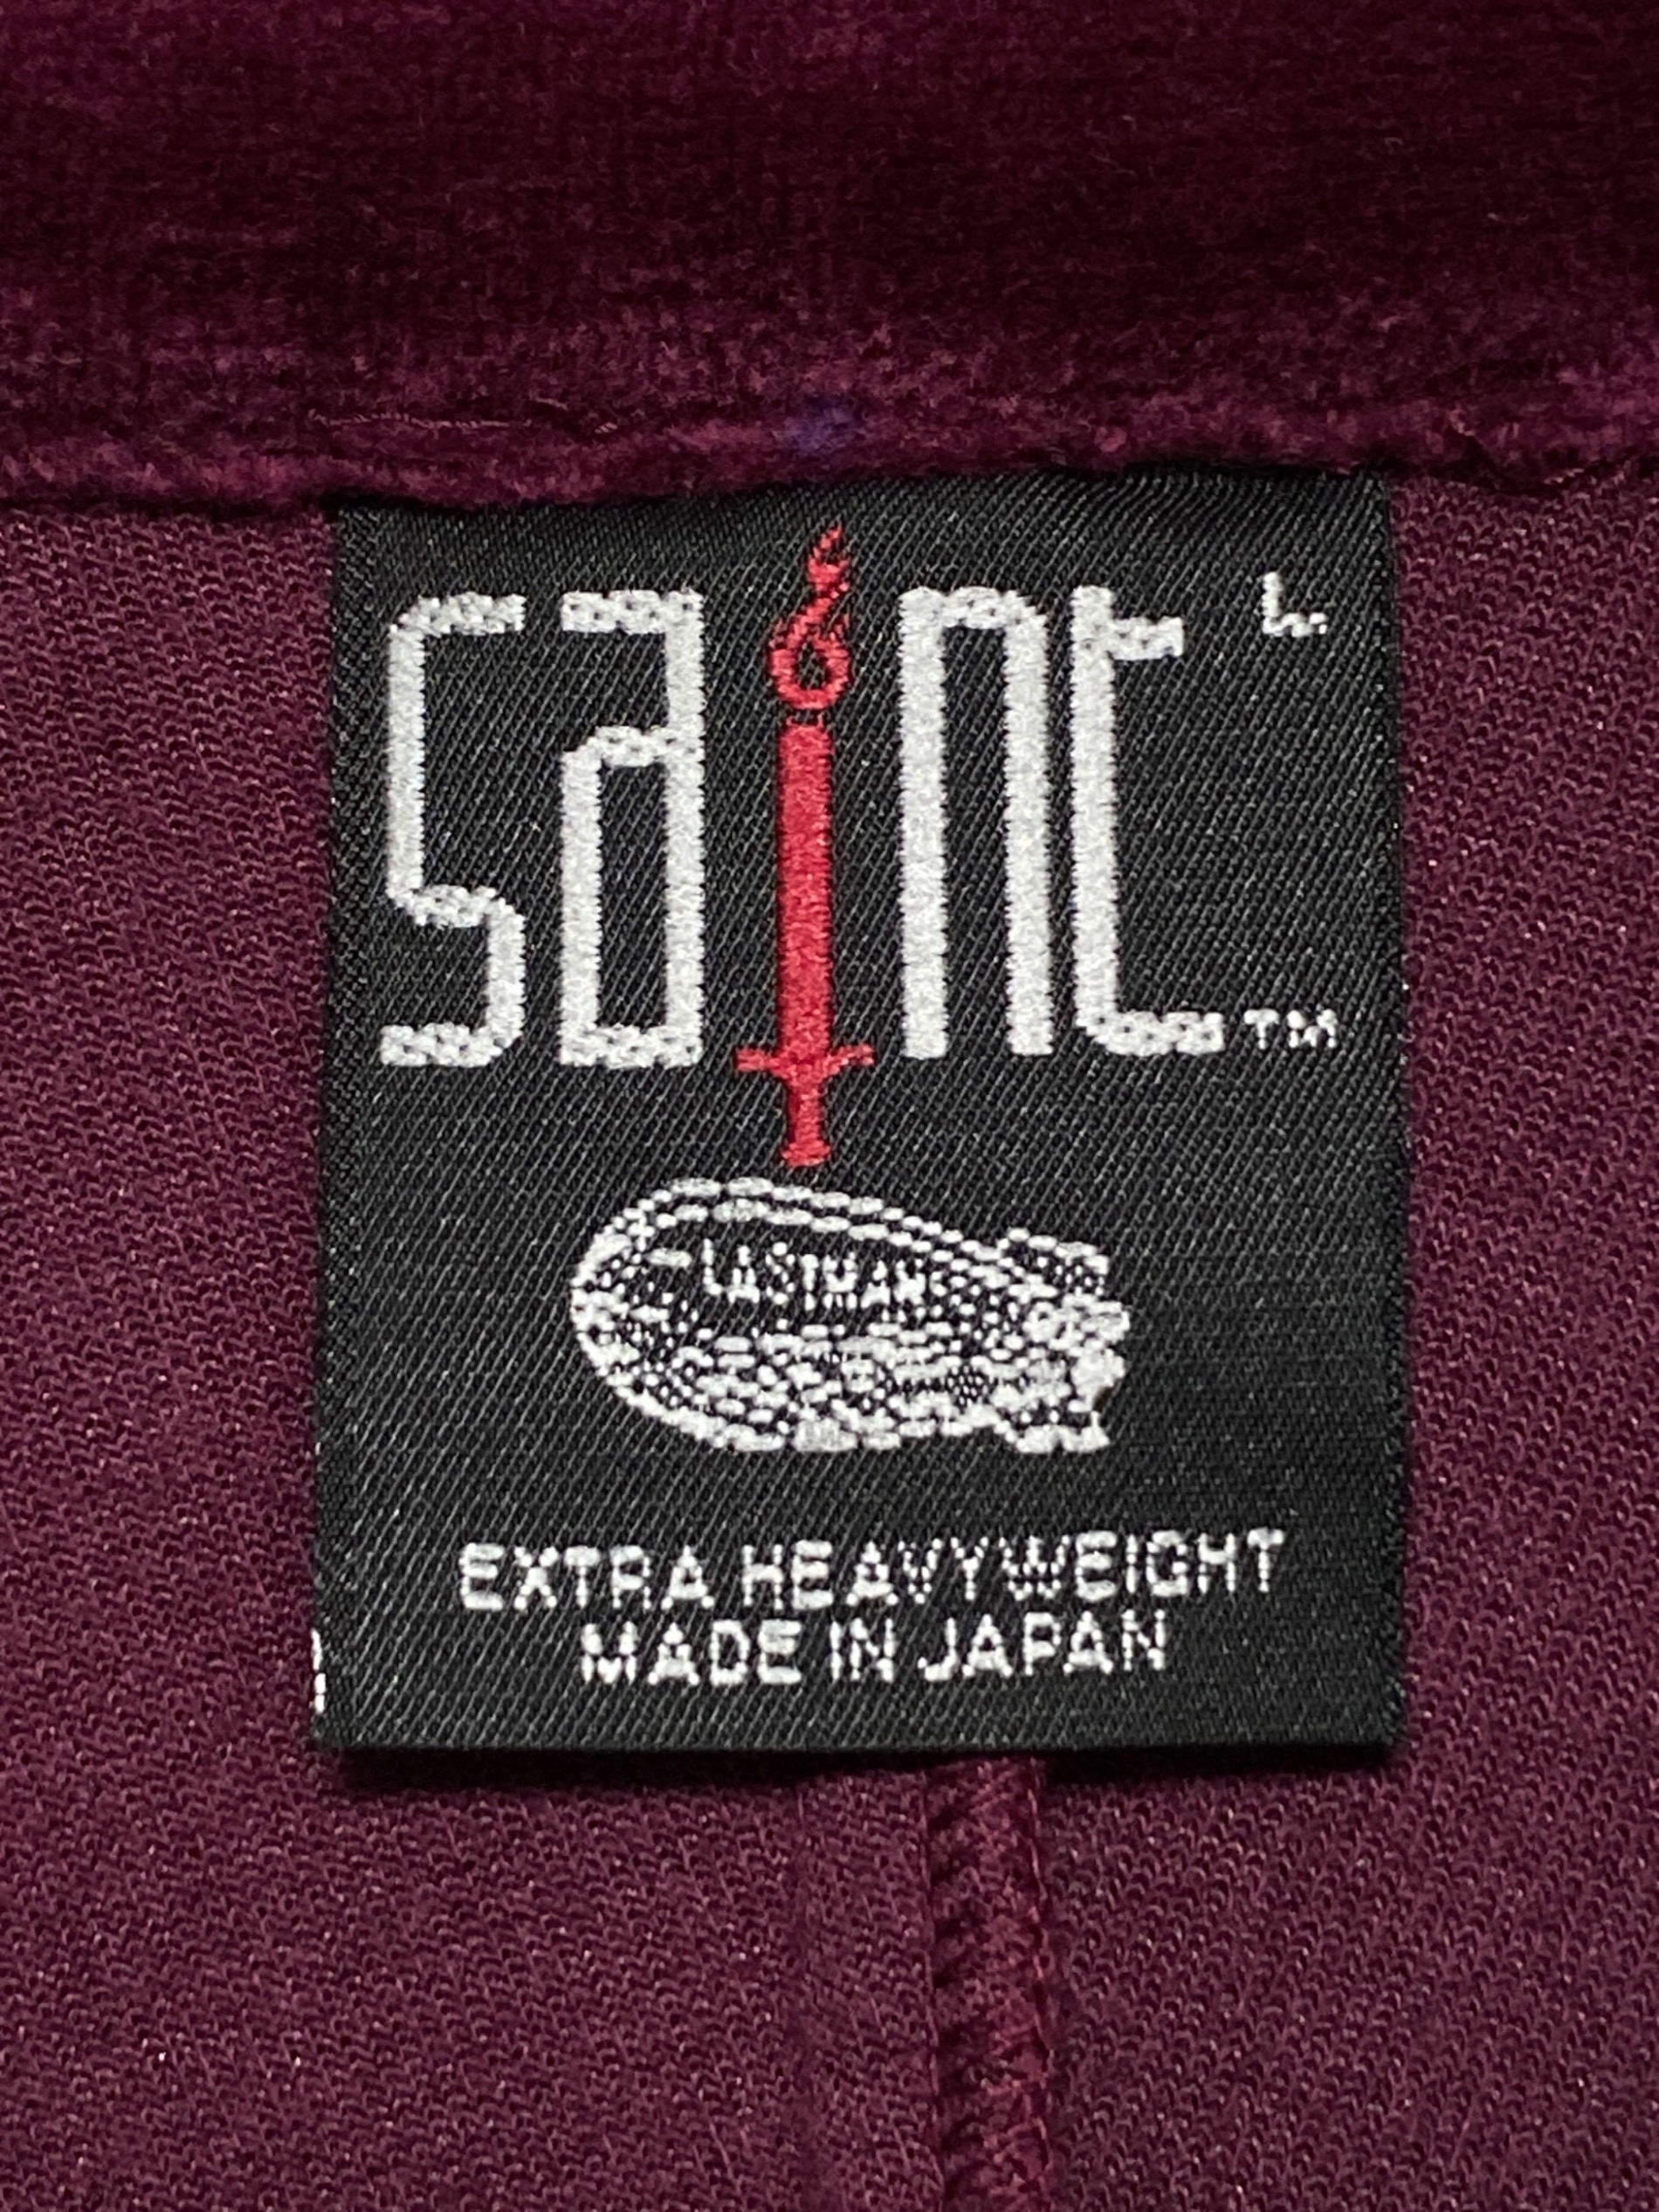 saint L
TM
LASTMAN
EXTRA HEAVYWEIGHT
MADE IN JAPAN